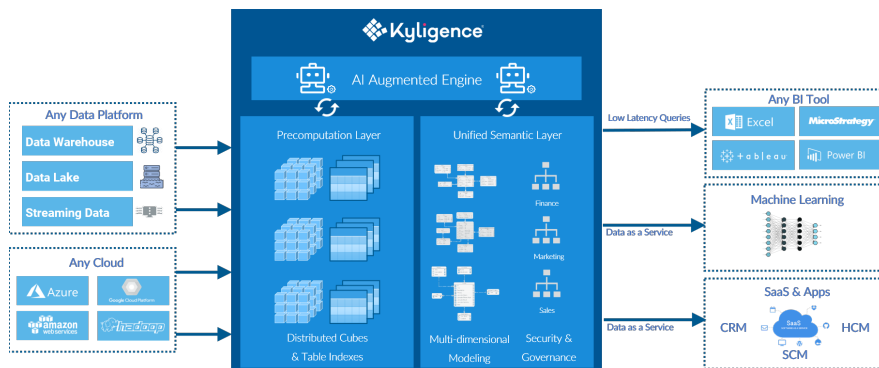 Kyligence
AI Augmented Engine
Any Data Platform
Data Warehouse
Data Lake
Streaming Data
Any Cloud
Azure
Google Cloud Platform
amazon
web services
hadoop
Precomputation Layer
Distributed Cubes
& Table Indexes
Unified Semantic Layer
Finance
Marketing
Sales
Multi-dimensional
Modeling
Security &
Governance
Low Latency Queries
Data as a Service
Data as a Service
Any BI Tool
Excel
MicroStrategy
+ a b l e a u
Power BI
Machine Learning
SaaS & Apps
CRM
SaaS
HCM
SCM